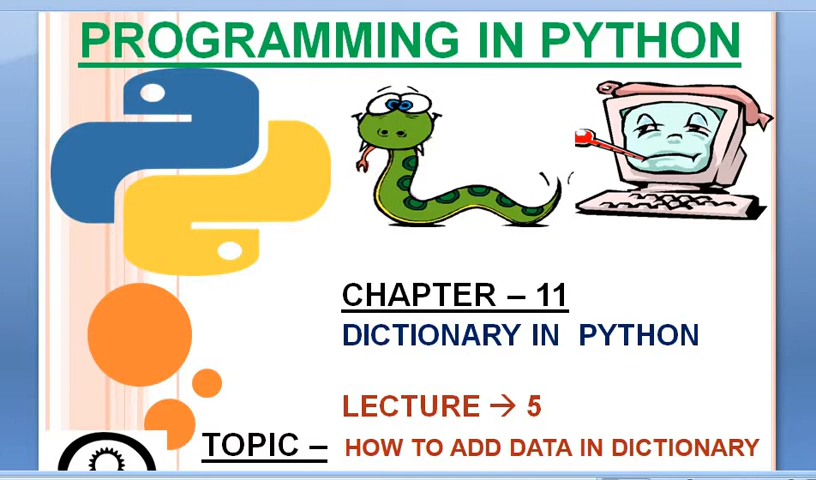 PROGRAMMING IN PYTHON
CHAPTER – 11
DICTIONARY IN PYTHON
LECTURE → 5
TOPIC – HOW TO ADD DATA IN DICTIONARY